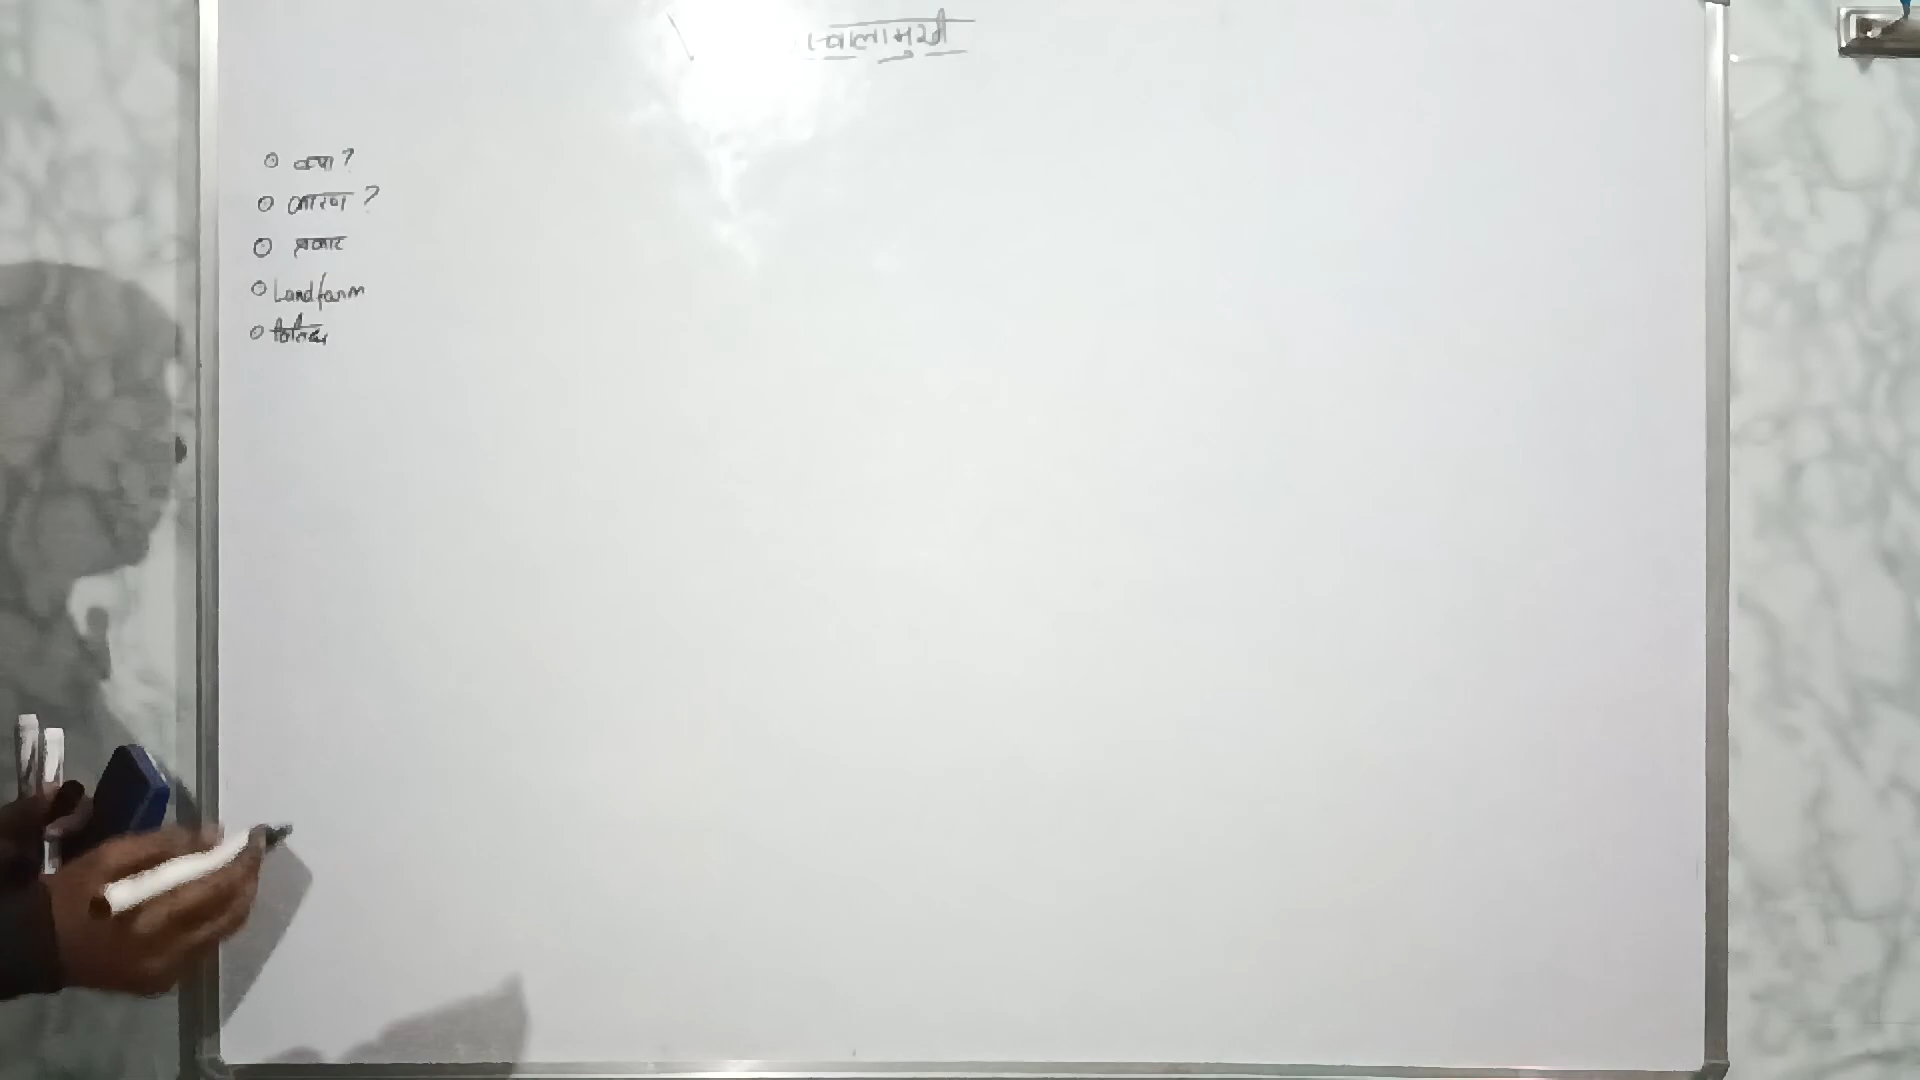 ज्वालामुखी
क्या ?
कारण ?
प्रकार
Landform